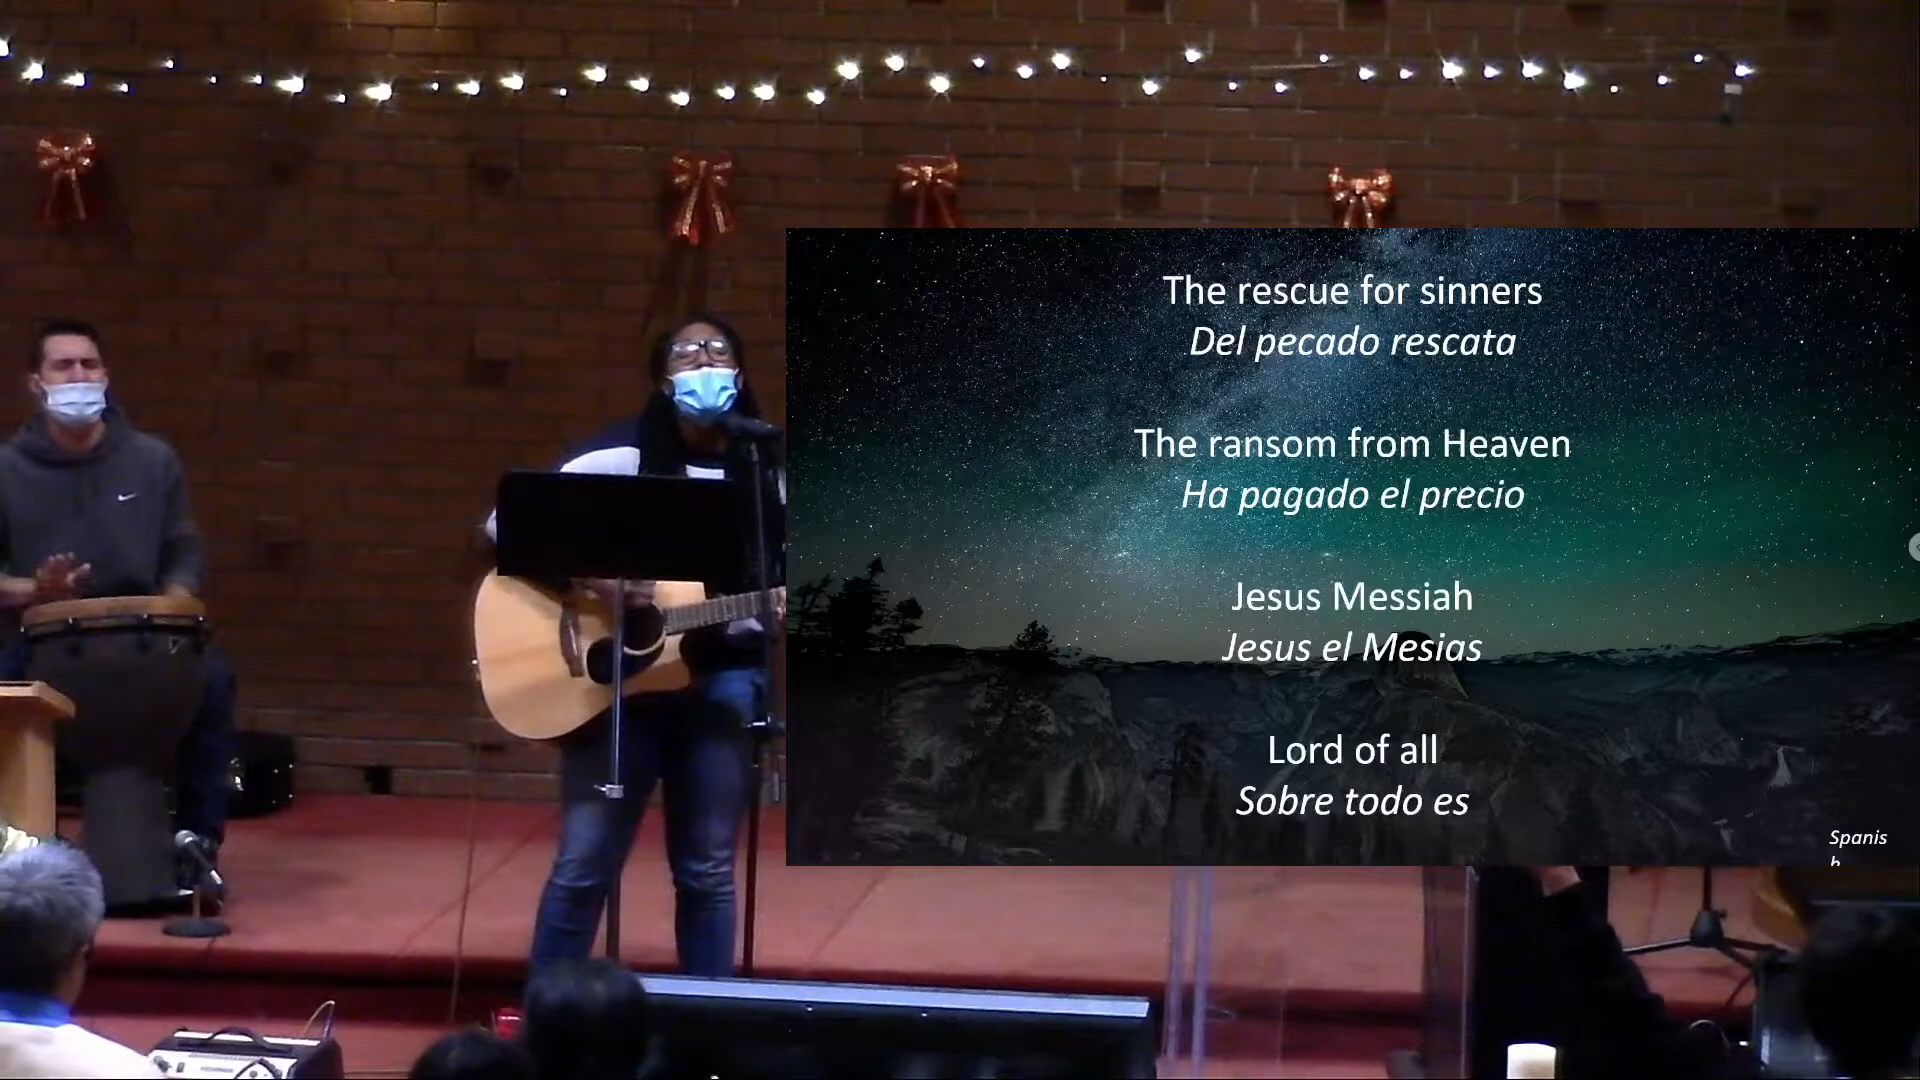 The rescue for sinners
Del pecado rescata
The ransom from Heaven
Ha pagado el precio
Jesus Messiah
Jesus el Mesias
Lord of all
Sobre todo es
Spanis
h